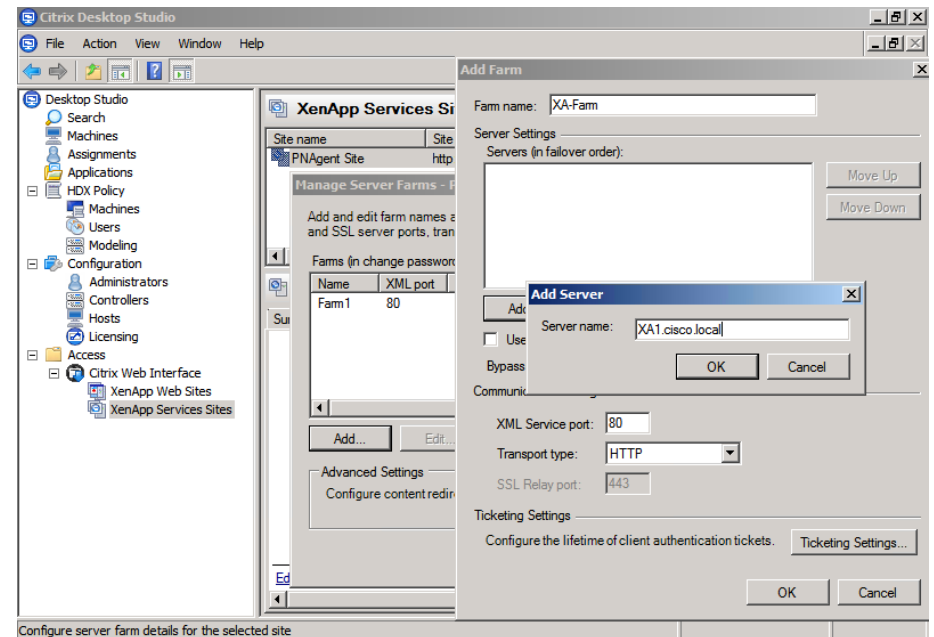 Citrix Desktop Studio
File Action View Window Help
Desktop Studio
Search
Machines
Assignments
Applications
HDX Policy
Machines
Users
Modeling
Configuration
Administrators
Controllers
Hosts
Licensing
Access
Citrix Web Interface
XenApp Web Sites
XenApp Services Sites
XenApp Services Si
Site name Site
PNAgent Site http
Manage Server Farms - P
Add and edit farm names a
and SSL server ports, tran
Farms (in change password
Name XML port
Farm1 80
Add... Edit...
Advanced Settings
Configure content redir
Sur
Ed
Add Farm
Farm name: XA-Farm
Server Settings
Servers (in failover order):
Move Up
Move Down
Add
Use
Bypass
Add Server
Server name: XA1.cisco.local
OK Cancel
XML Service port: 80
Transport type: HTTP
SSL Relay port: 443
Ticketing Settings
Configure the lifetime of client authentication tickets. Ticketing Settings...
OK Cancel
Configure server farm details for the selected site